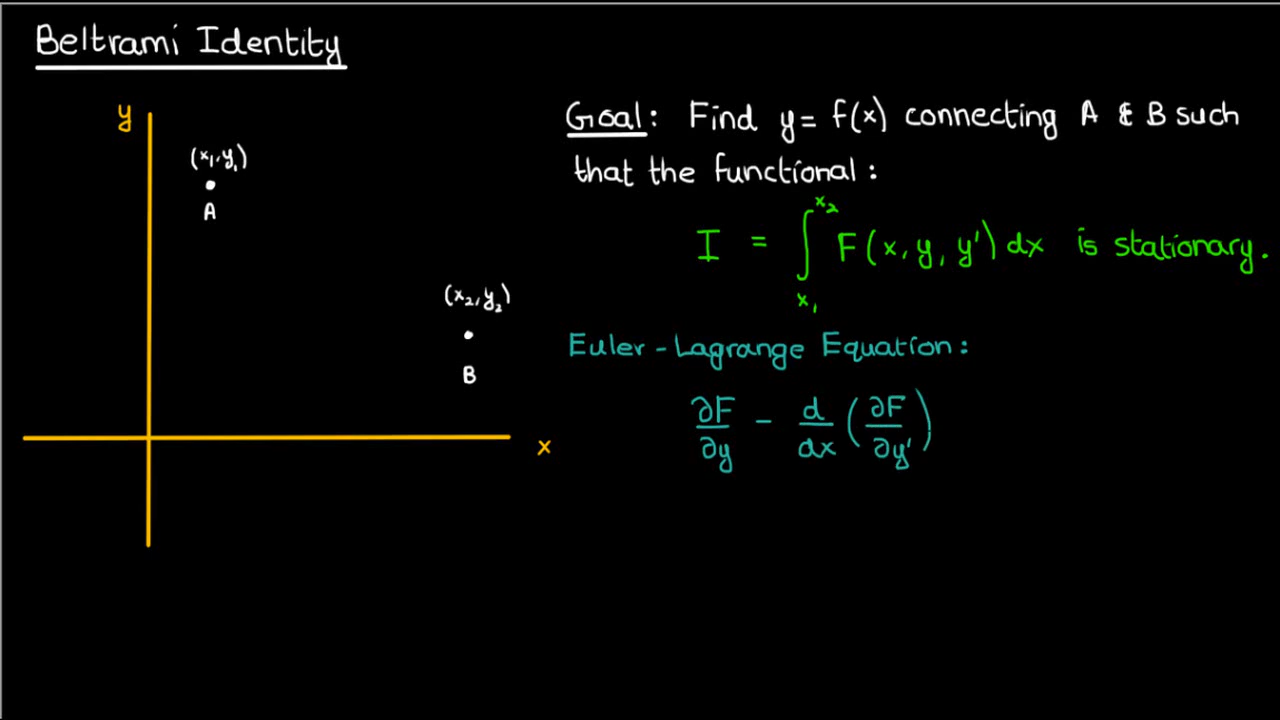 Beltrami Identity
y
(x₁, y₁)
A
(x₂, y₂)
B
x
Goal: Find y = f(x) connecting A & B such
that the functional:
I = ∫ₓ₁ˣ² F(x, y, y') dx is stationary.
Euler-Lagrange Equation:
∂F/∂y - d/dx (∂F/∂y')